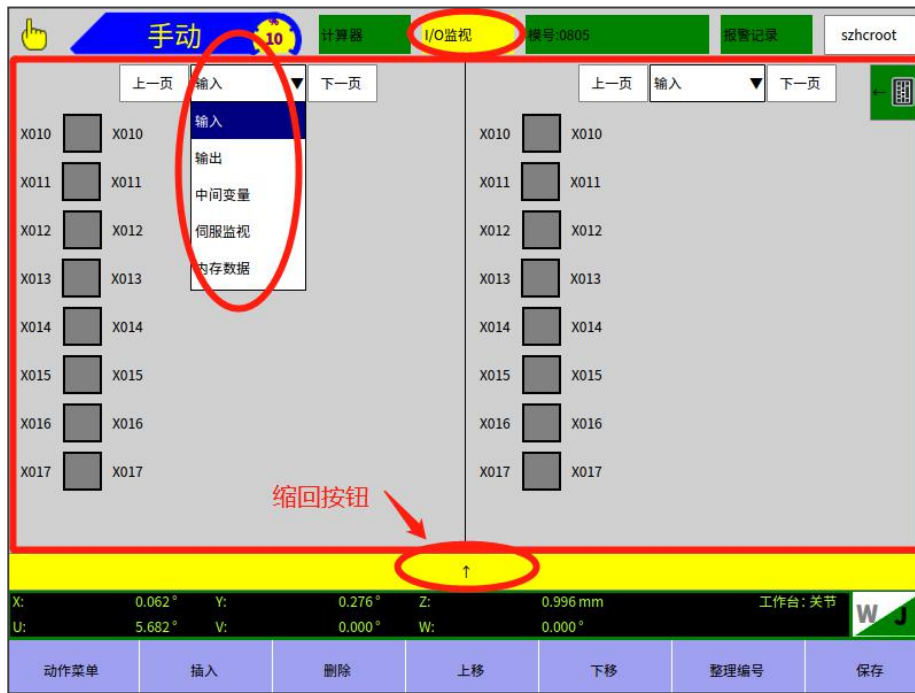 手动 % 10 计算器 I/O监视 模号:0805 报警记录 szhcroot
上一页 输入 ▼ 下一页 上一页 输入 ▼ 下一页 ←
输入
输出
中间变量
伺服监视
内存数据
X010 X010 X010 X010
X011 X011 X011 X011
X012 X012 X012 X012
X013 X013 X013 X013
X014 X014 X014 X014
X015 X015 X015 X015
X016 X016 X016 X016
X017 X017 X017 X017
缩回按钮
↑
X: 0.062° Y: 0.276° Z: 0.996 mm 工作台: 关节
U: 5.682° V: 0.000° W: 0.000° W J
动作菜单 插入 删除 上移 下移 整理编号 保存